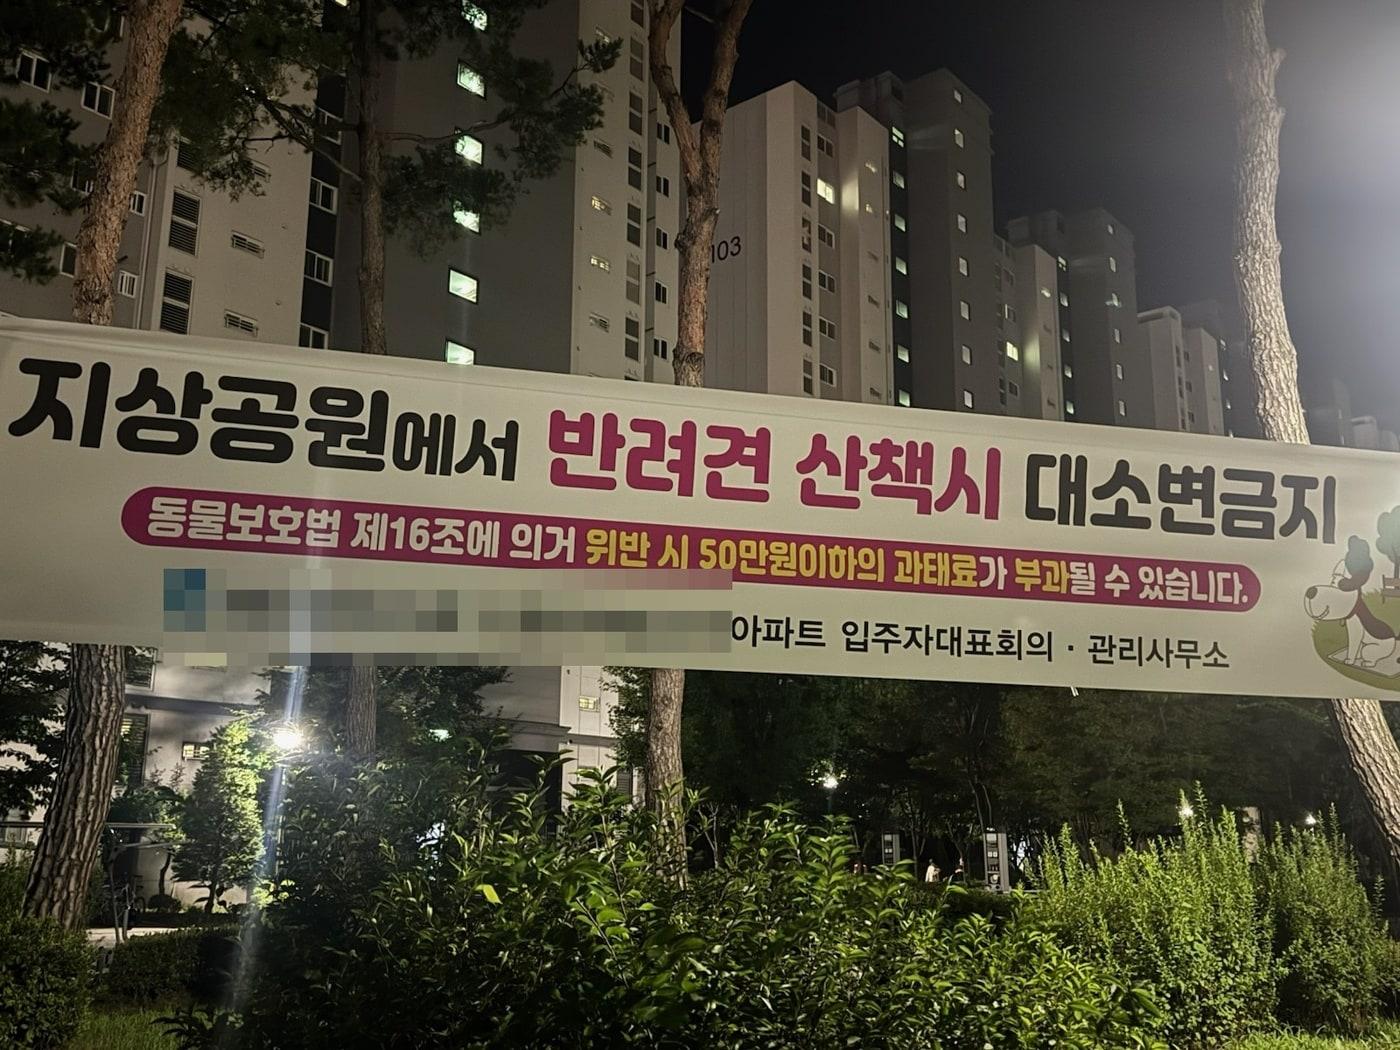 103
지상공원에서 반려견 산책시 대소변금지
동물보호법 제16조에 의거 위반 시 50만원이하의 과태료가 부과될 수 있습니다.
아파트 입주자대표회의 · 관리사무소